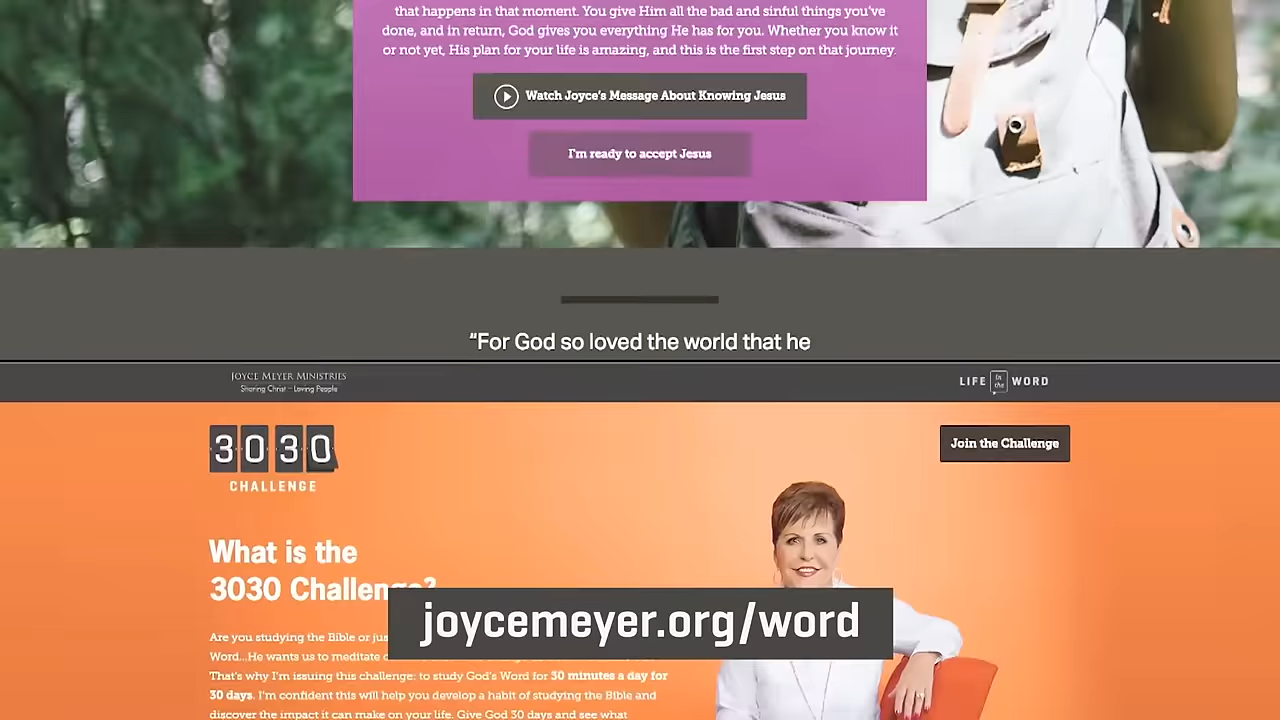 that happens in that moment. You give Him all the bad and sinful things you've
done, and in return, God gives you everything He has for you. Whether you know it
or not yet, His plan for your life is amazing, and this is the first step on that journey.
Watch Joyce's Message About Knowing Jesus
I'm ready to accept Jesus
“For God so loved the world that he
JOYCE MEYER MINISTRIES
Sharing Christ – Loving People
LIFE in the WORD
3030
CHALLENGE
Join the Challenge
What is the
3030 Challenge?
joycemeyer.org/word
Are you studying the Bible or jus
Word...He wants us to meditate
That's why I'm issuing this challenge: to study God's Word for 30 minutes a day for
30 days. I'm confident this will help you develop a habit of studying the Bible and
discover the impact it can make on your life. Give God 30 days and see what